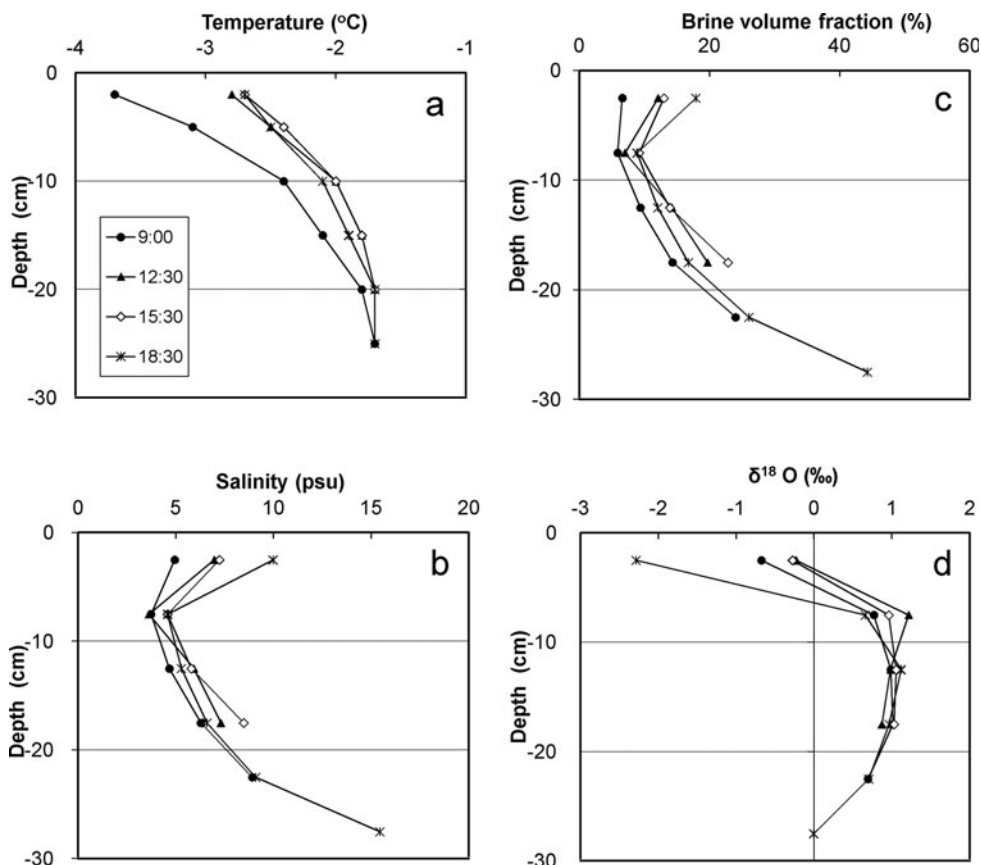 Temperature (°C)
-4 -3 -2 -1
0
-10
-20
-30
Depth (cm)
a
9:00
12:30
15:30
18:30
Brine volume fraction (%)
0 20 40 60
0
-10
-20
-30
Depth (cm)
c
Salinity (psu)
0 5 10 15 20
0
-10
-20
-30
Depth (cm)
b
δ¹⁸ O (‰)
-3 -2 -1 0 1 2
0
-10
-20
-30
Depth (cm)
d